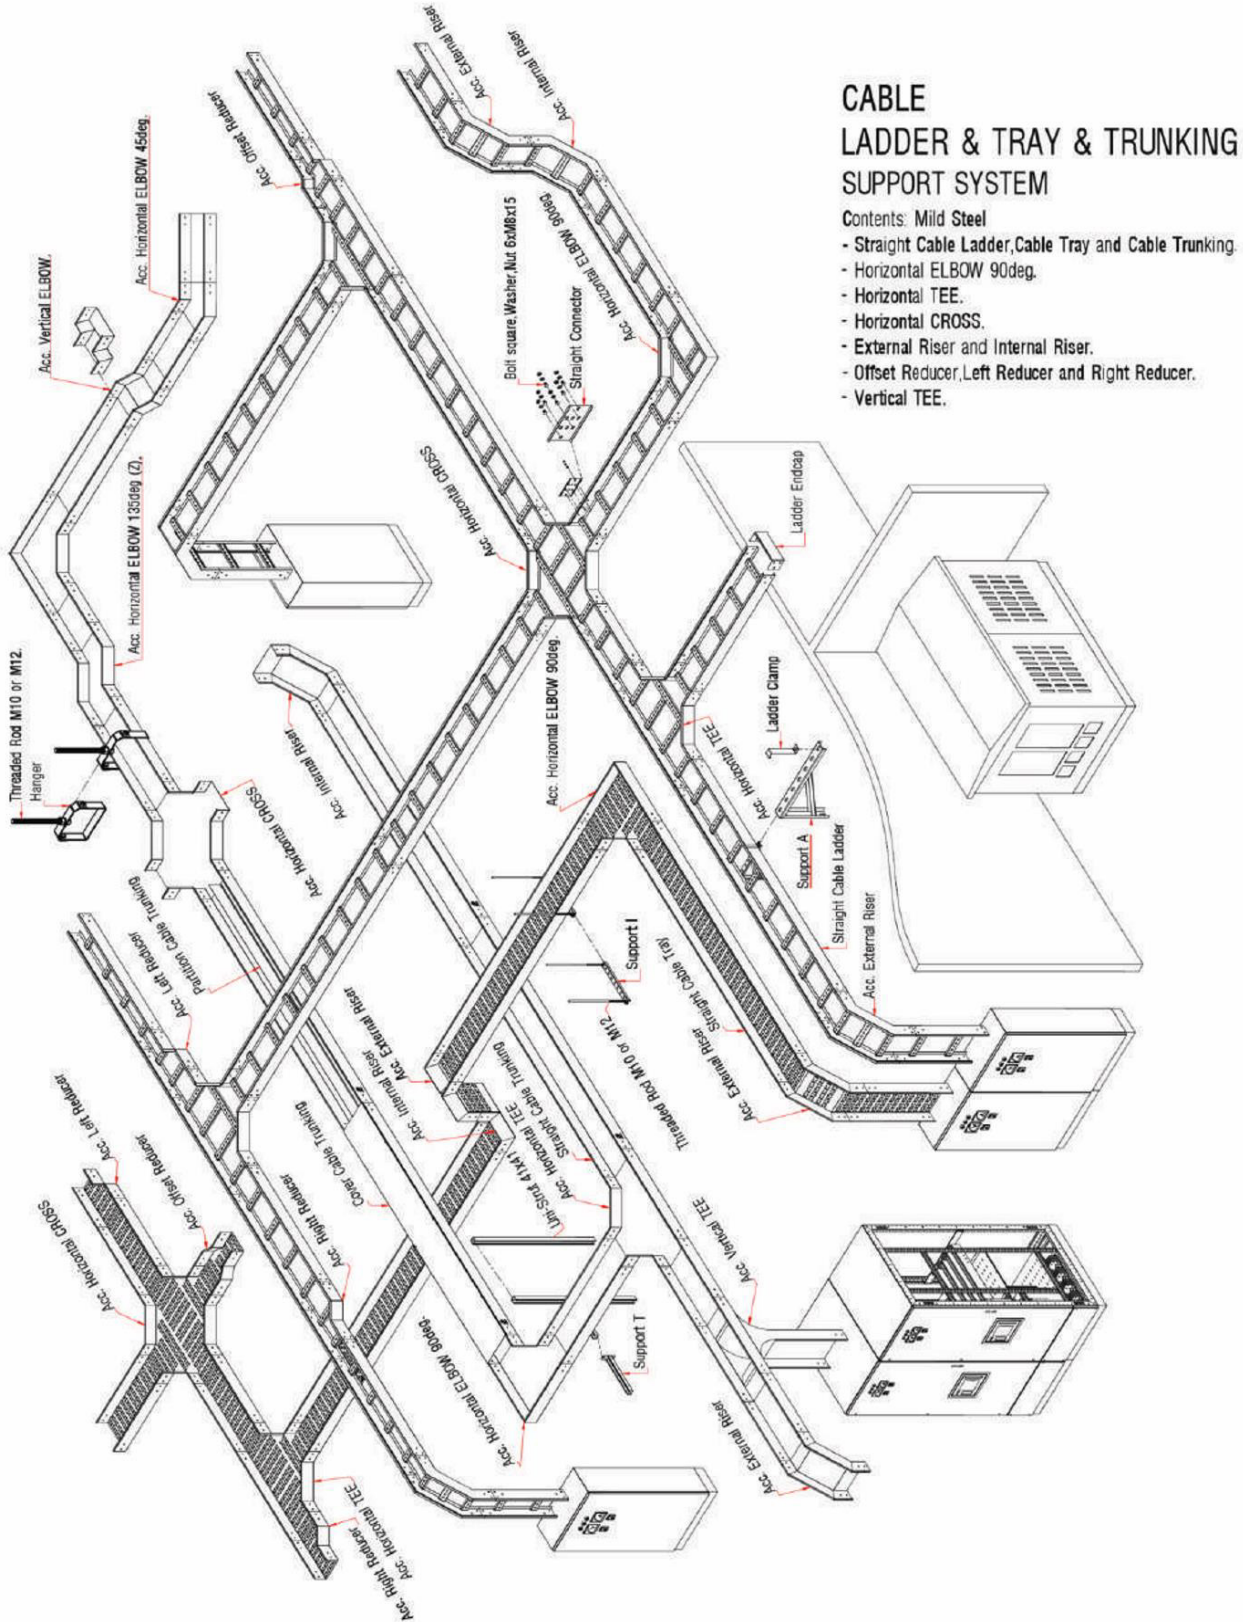 CABLE
LADDER & TRAY & TRUNKING
SUPPORT SYSTEM
Contents: Mild Steel
- Straight Cable Ladder,Cable Tray and Cable Trunking.
- Horizontal ELBOW 90deg.
- Horizontal TEE.
- Horizontal CROSS.
- External Riser and Internal Riser.
- Offset Reducer,Left Reducer and Right Reducer.
- Vertical TEE.
Acc. External Riser
Acc. Internal Riser
Acc. Offset Reducer
Acc. Horizontal ELBOW 45deg.
Acc. Vertical ELBOW.
Acc. Horizontal ELBOW 90deg.
Bolt square,Washer,Nut 6xM8x15
Straight Connector
Acc. Horizontal CROSS
Acc. Horizontal ELBOW 135deg (Z).
Ladder Endcap
Threaded Rod M10 or M12.
Hanger
Acc. Internal Riser
Acc. Horizontal ELBOW 90deg.
Ladder Clamp
Acc. Horizontal TEE
Support A
Straight Cable Ladder
Acc. External Riser
Acc. Horizontal CROSS
Partition Cable Trunking
Acc. Left Reducer
Support I
Threaded Rod M10 or M12
Straight Cable Tray
Acc. External Riser
Acc. External Riser
Acc. Internal Riser
Straight Cable Trunking
Acc. Horizontal TEE
Uni-Strut 41x41
Cover Cable Trunking
Acc. Left Reducer
Acc. Offset Reducer
Acc. Horizontal CROSS
Acc. Right Reducer
Acc. Vertical TEE
Support T
Acc. Horizontal ELBOW 90deg.
Acc. External Riser
Acc. Horizontal TEE
Acc. Right Reducer